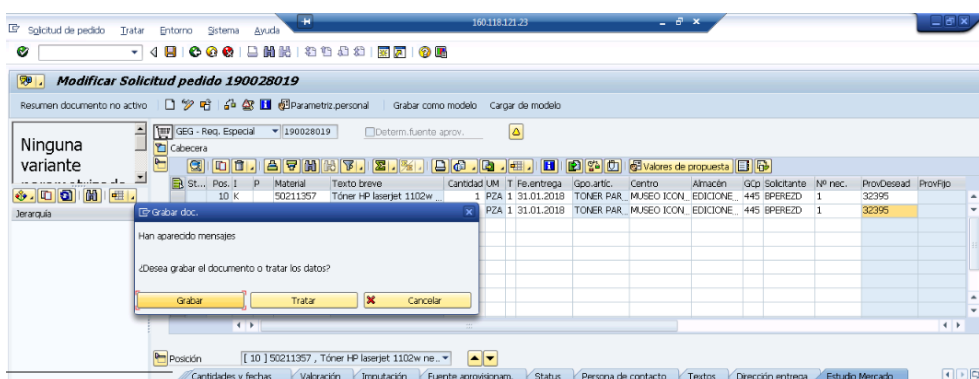 160.118.121.23
Solicitud de pedido Tratar Entorno Sistema Ayuda
Modificar Solicitud pedido 190028019
Resumen documento no activo Parametriz.personal Grabar como modelo Cargar de modelo
Ninguna
variante
GEG - Req. Especial 190028019 Determ.fuente aprov.
Cabecera
Valores de propuesta
St... Pos. I P Material Texto breve Cantidad UM T Fe.entrega Gpo.artíc. Centro Almacén GCp Solicitante Nº nec. ProvDesead ProvFijo
10 K 50211357 Tóner HP laserjet 1102w ... 1 PZA 1 31.01.2018 TONER PAR... MUSEO ICON... EDICIONE... 445 BPEREZD 1 32395
PZA 1 31.01.2018 TONER PAR... MUSEO ICON... EDICIONE... 445 BPEREZD 1 32395
Jerarquía
Grabar doc.
Han aparecido mensajes
¿Desea grabar el documento o tratar los datos?
Grabar Tratar Cancelar
Posición [ 10 ] 50211357 , Tóner HP laserjet 1102w ne...
Cantidades y fechas Valoración Imputación Fuente aprovisionam. Status Persona de contacto Textos Dirección entrega Estudio Mercado